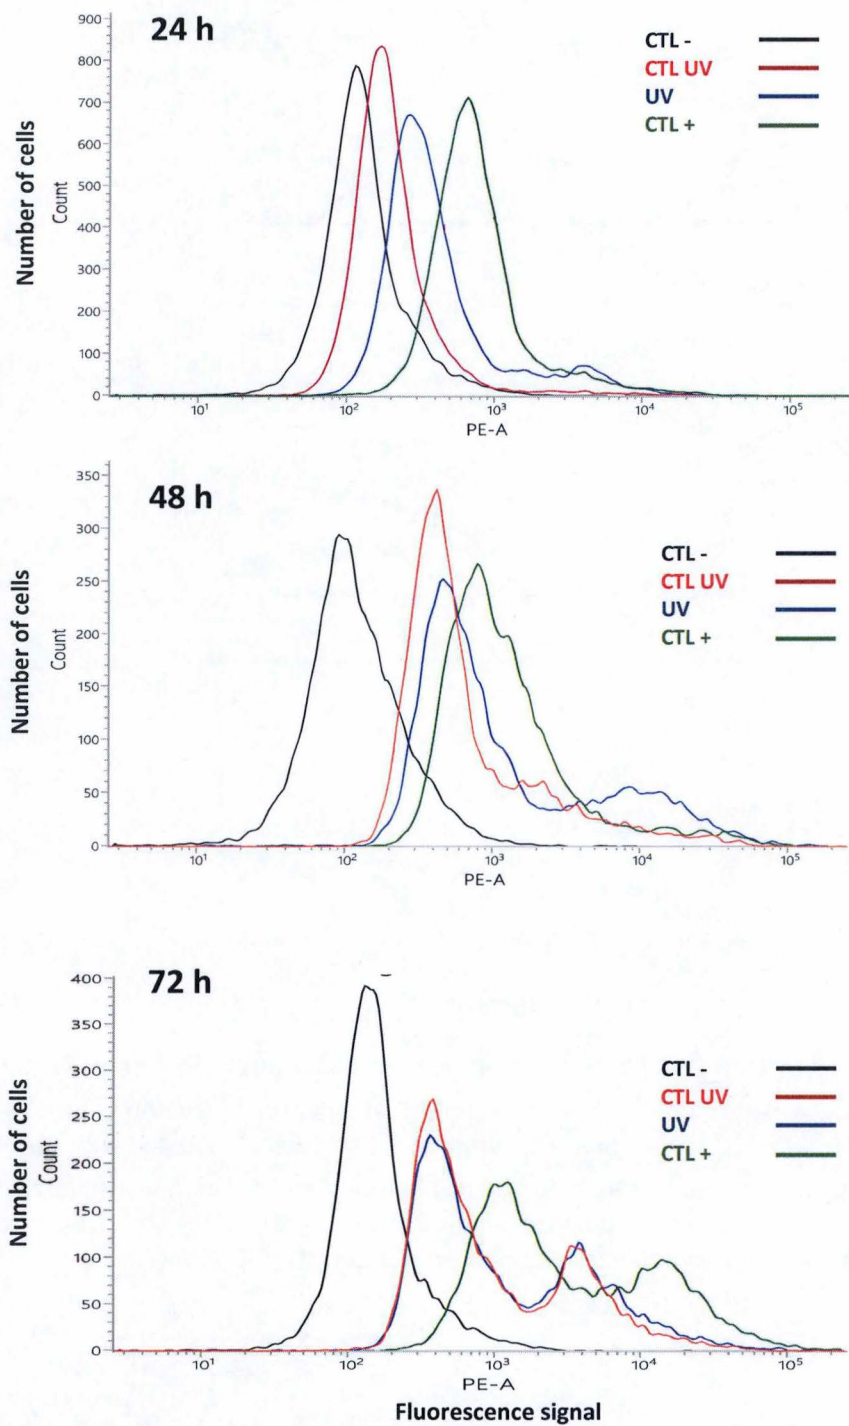 24 h
CTL -
CTL UV
UV
CTL +
Number of cells
Count
900
800
700
600
500
400
300
200
100
0
10¹ 10² 10³ 10⁴ 10⁵
PE-A
48 h
CTL -
CTL UV
UV
CTL +
Number of cells
Count
350
300
250
200
150
100
50
0
10¹ 10² 10³ 10⁴ 10⁵
PE-A
72 h
CTL -
CTL UV
UV
CTL +
Number of cells
Count
400
350
300
250
200
150
100
50
0
10¹ 10² 10³ 10⁴ 10⁵
PE-A
Fluorescence signal